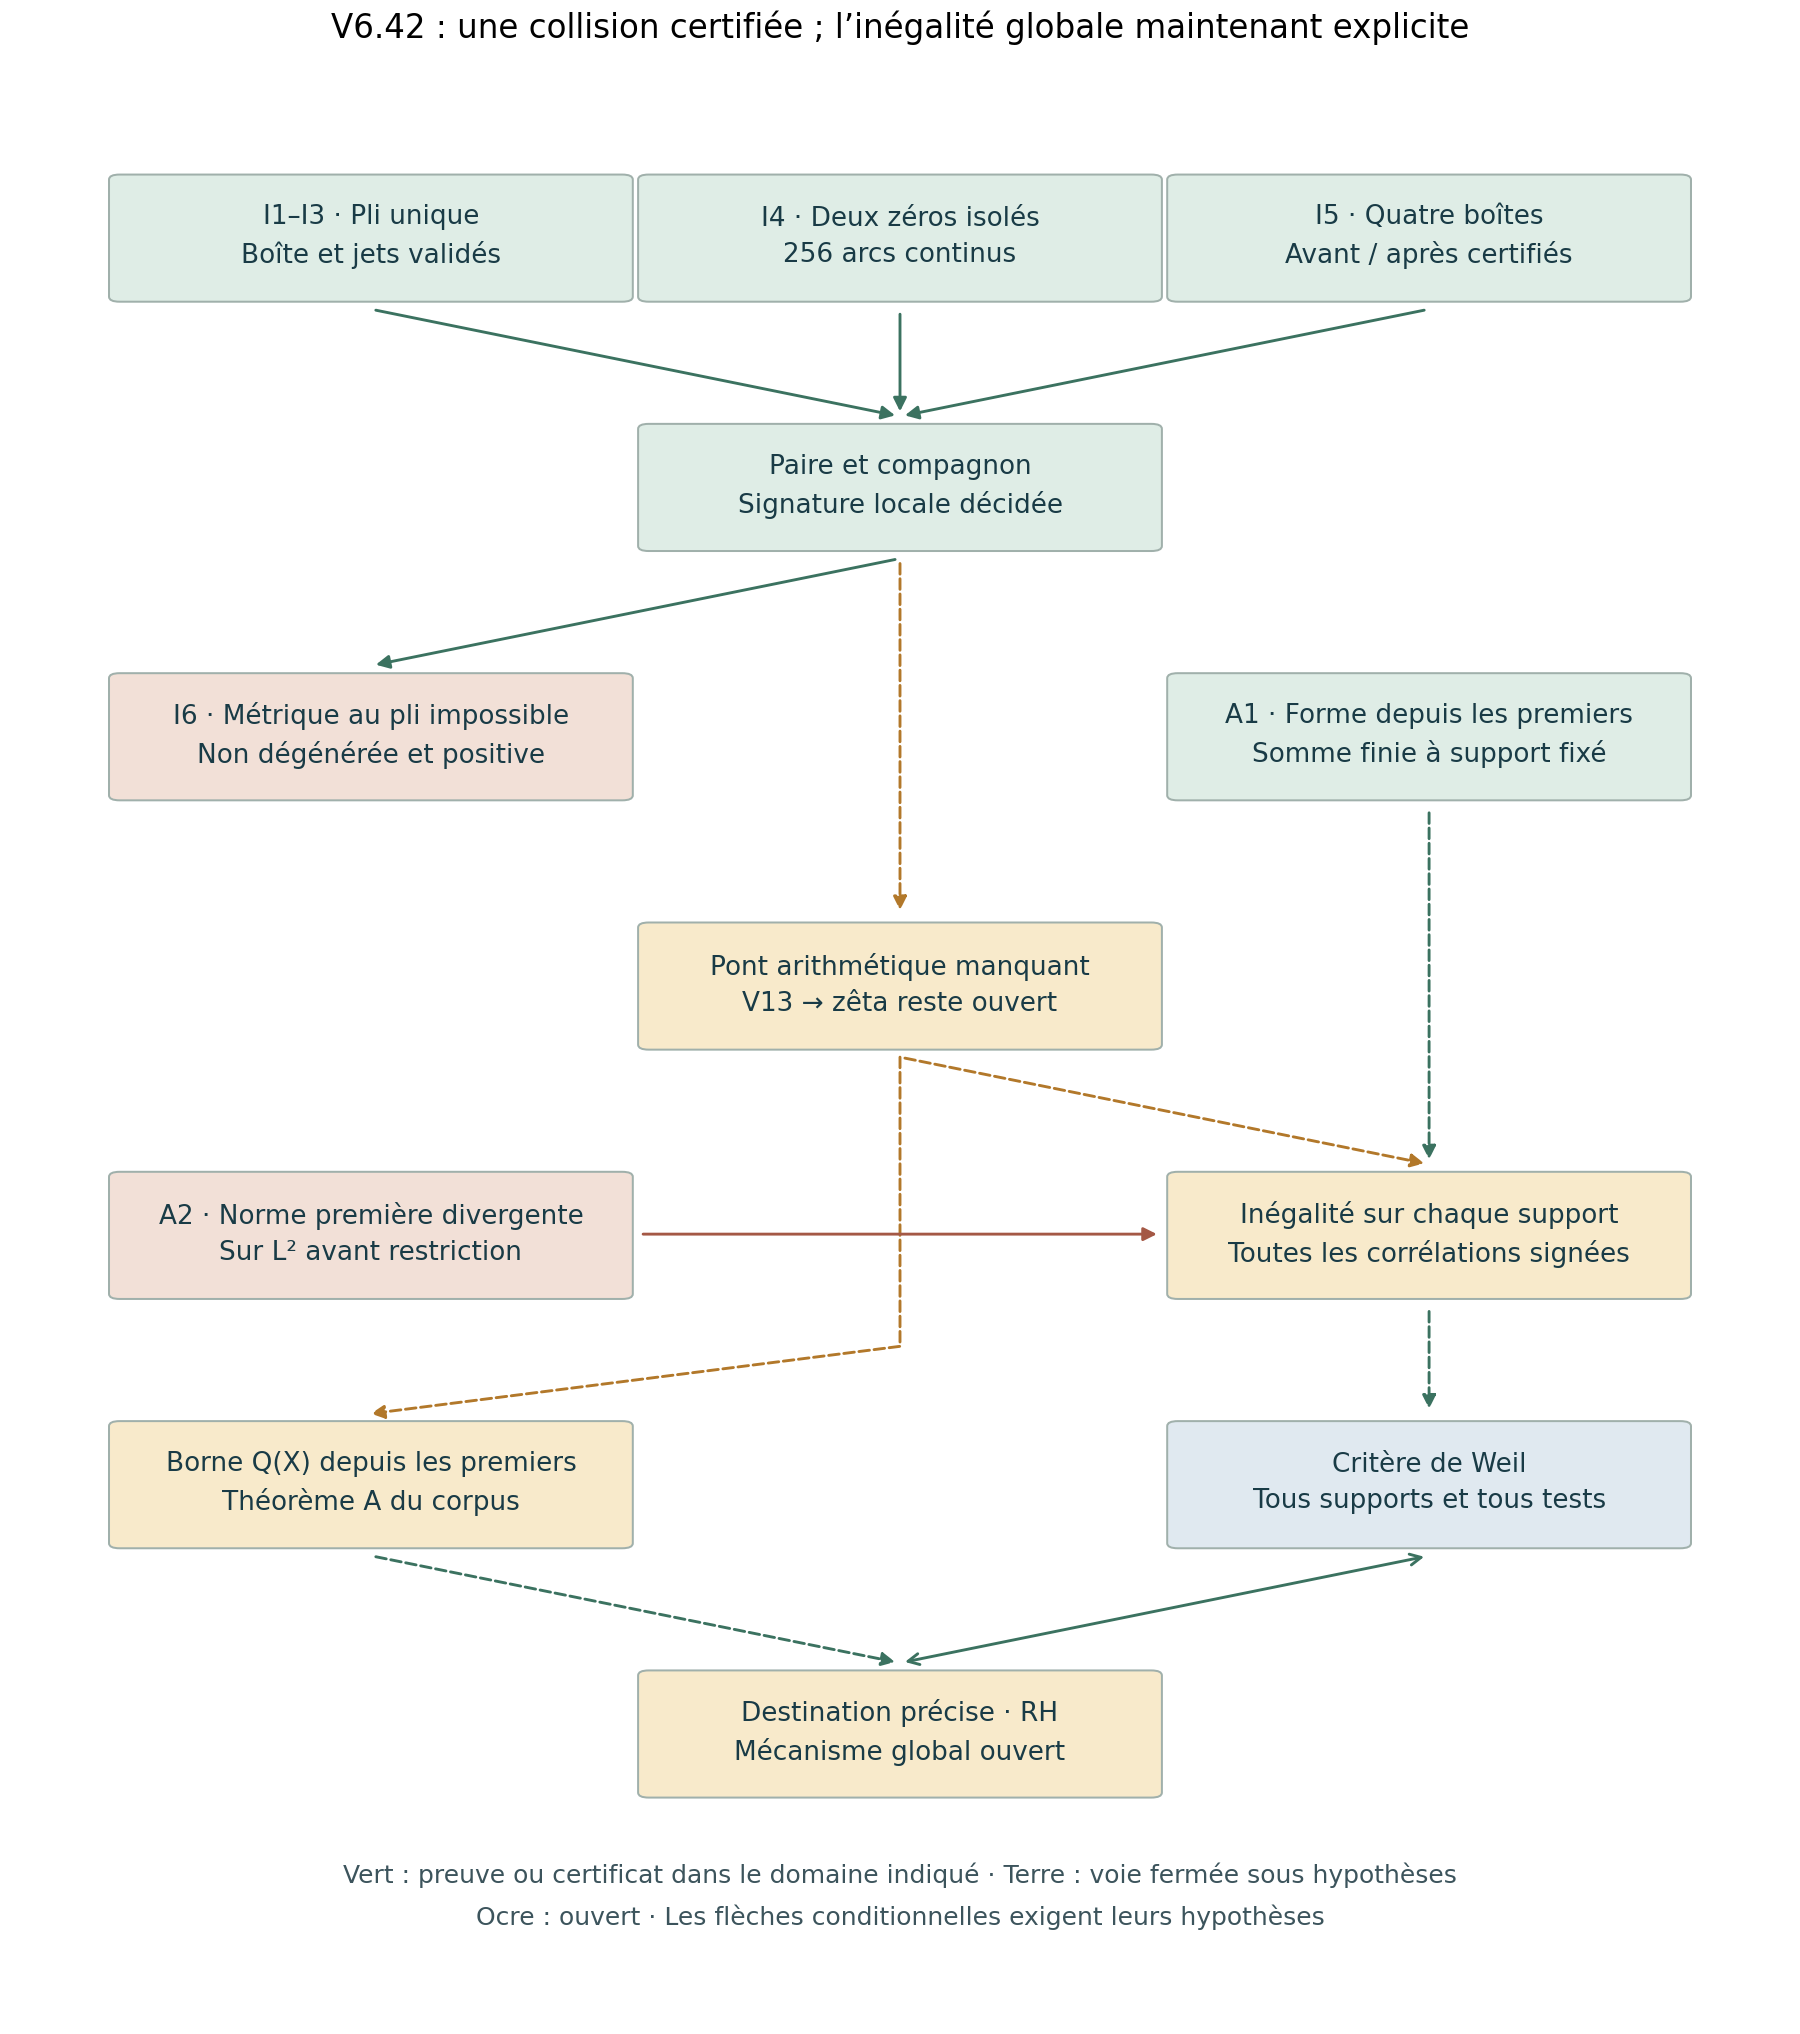 V6.42 : une collision certifiée ; l’inégalité globale maintenant explicite
I1–I3 · Pli unique
Boîte et jets validés
I4 · Deux zéros isolés
256 arcs continus
I5 · Quatre boîtes
Avant / après certifiés
Paire et compagnon
Signature locale décidée
I6 · Métrique au pli impossible
Non dégénérée et positive
A1 · Forme depuis les premiers
Somme finie à support fixé
Pont arithmétique manquant
V13 → zêta reste ouvert
A2 · Norme première divergente
Sur L² avant restriction
Inégalité sur chaque support
Toutes les corrélations signées
Borne Q(X) depuis les premiers
Théorème A du corpus
Critère de Weil
Tous supports et tous tests
Destination précise · RH
Mécanisme global ouvert
Vert : preuve ou certificat dans le domaine indiqué · Terre : voie fermée sous hypothèses
Ocre : ouvert · Les flèches conditionnelles exigent leurs hypothèses